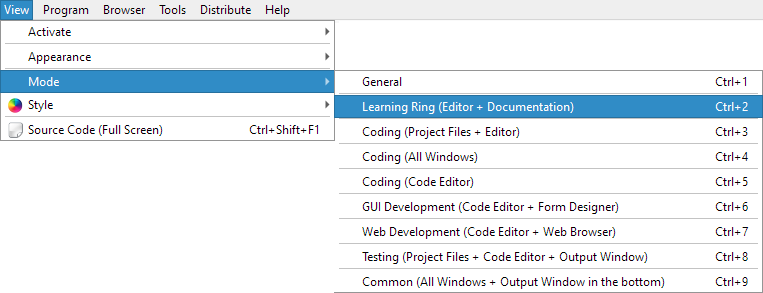 View Program Browser Tools Distribute Help
Activate
Appearance
Mode
Style
Source Code (Full Screen) Ctrl+Shift+F1
General Ctrl+1
Learning Ring (Editor + Documentation) Ctrl+2
Coding (Project Files + Editor) Ctrl+3
Coding (All Windows) Ctrl+4
Coding (Code Editor) Ctrl+5
GUI Development (Code Editor + Form Designer) Ctrl+6
Web Development (Code Editor + Web Browser) Ctrl+7
Testing (Project Files + Code Editor + Output Window) Ctrl+8
Common (All Windows + Output Window in the bottom) Ctrl+9